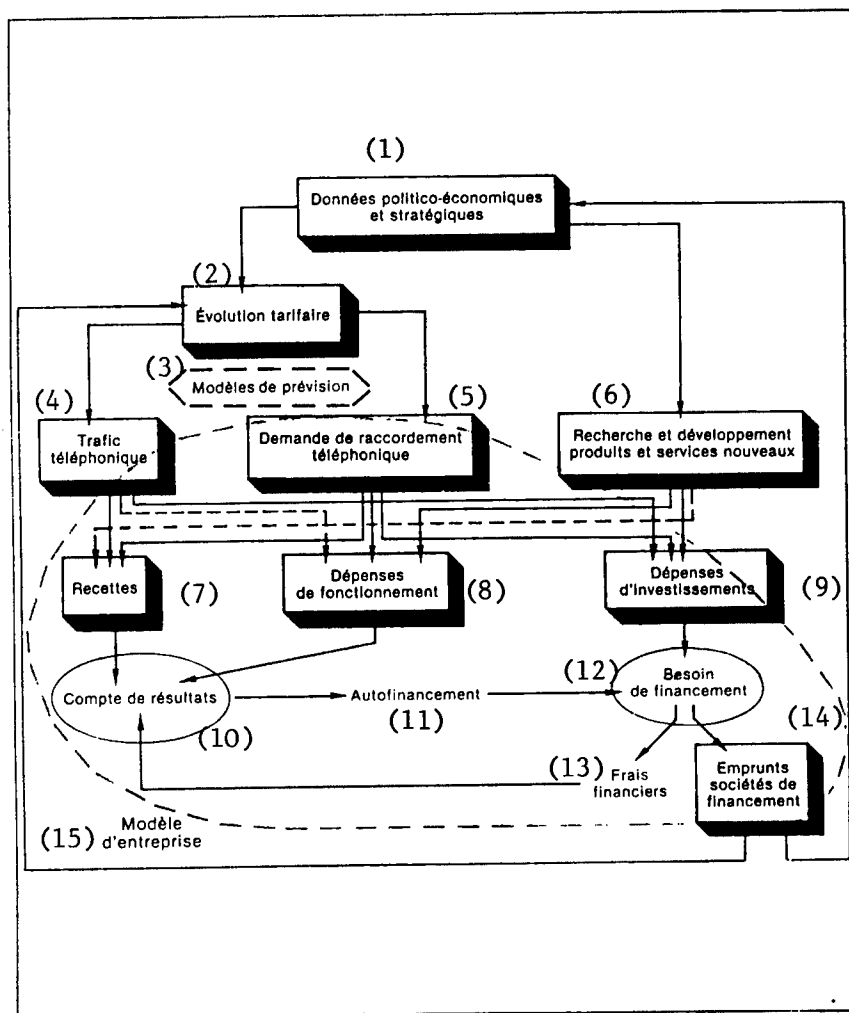 (1)
Données politico-économiques
et stratégiques
(2)
Évolution tarifaire
(3)
Modèles de prévision
(4)
Trafic
téléphonique
(5)
Demande de raccordement
téléphonique
(6)
Recherche et développement
produits et services nouveaux
Recettes
(7)
Dépenses
de fonctionnement
(8)
Dépenses
d'investissements
(9)
Compte de résultats
(10)
Autofinancement
(11)
(12)
Besoin
de financement
(13)
Frais
financiers
(14)
Emprunts
sociétés de
financement
(15)
Modèle
d'entreprise